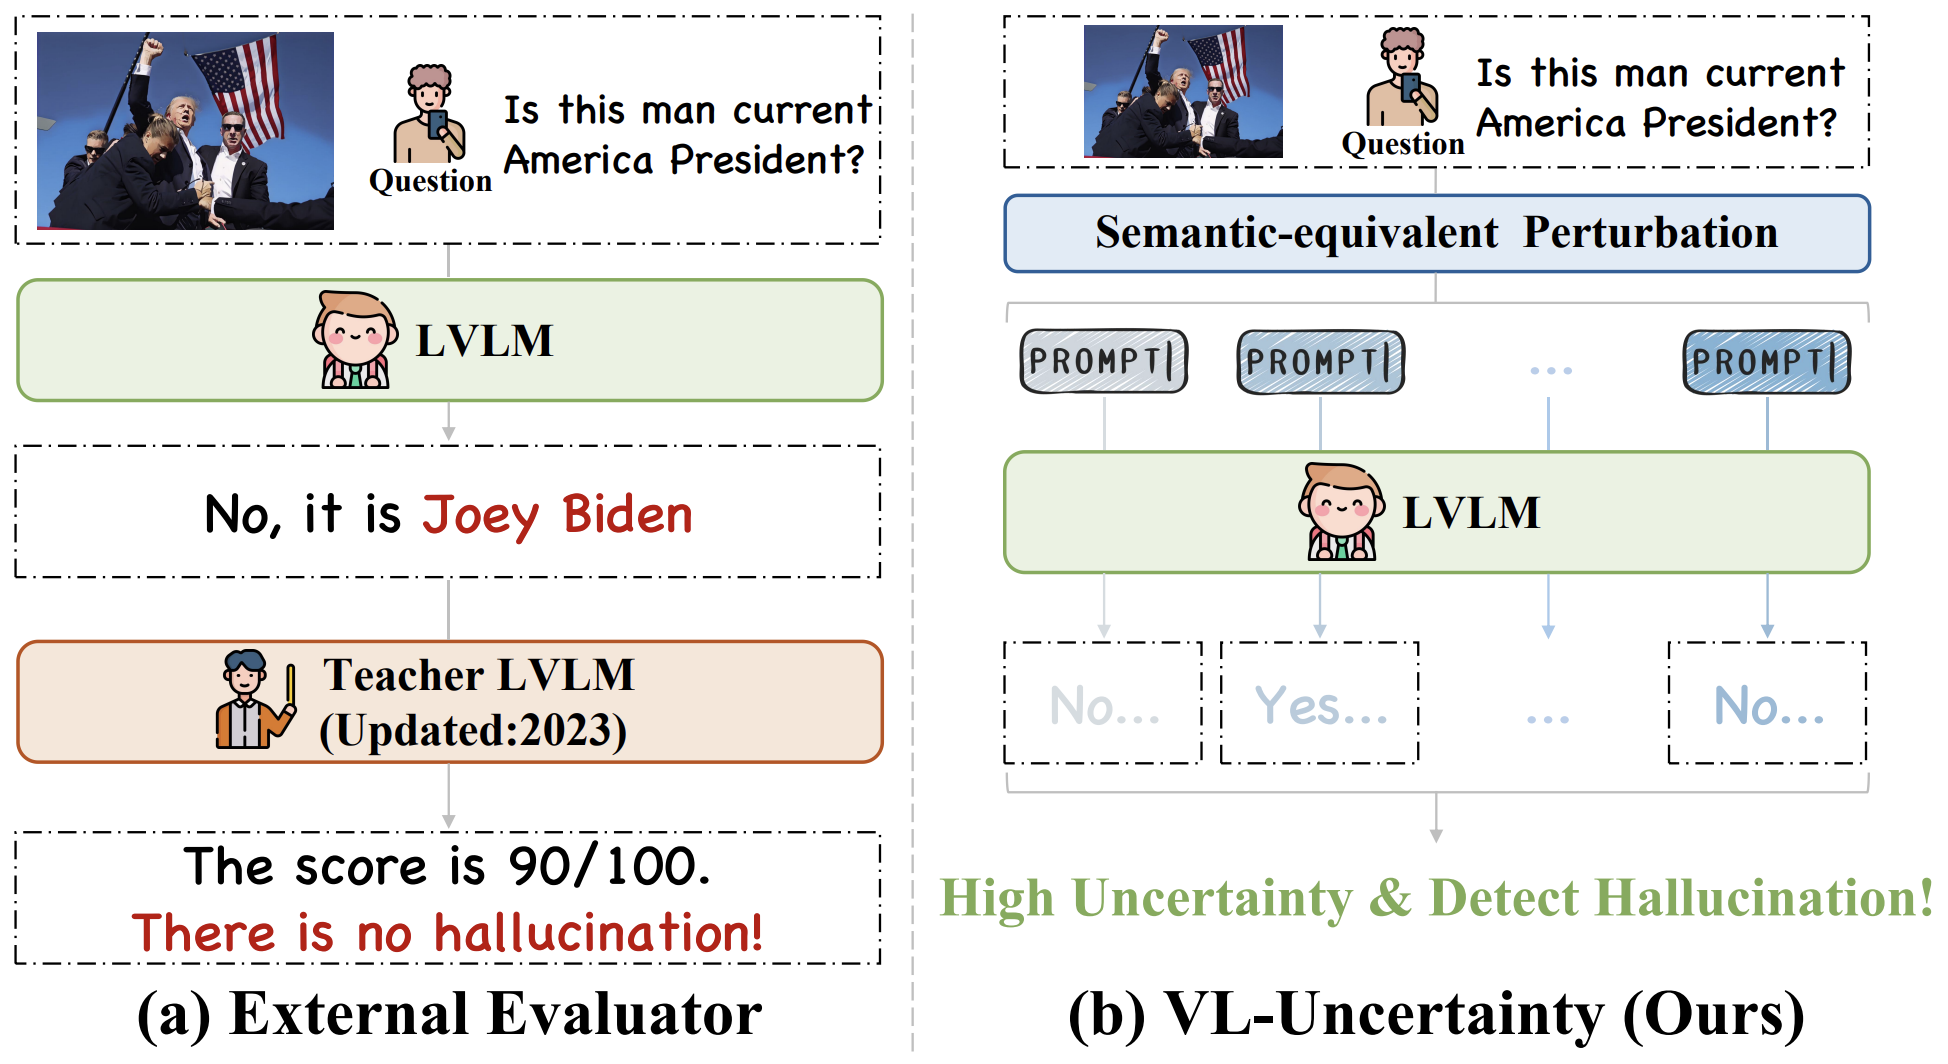 Is this man current
America President?
Question
LVLM
No, it is Joey Biden
Teacher LVLM
(Updated:2023)
The score is 90/100.
There is no hallucination!
(a) External Evaluator
Is this man current
America President?
Question
Semantic-equivalent Perturbation
PROMPT| PROMPT| ... PROMPT|
LVLM
No... Yes... ... No...
High Uncertainty & Detect Hallucination!
(b) VL-Uncertainty (Ours)